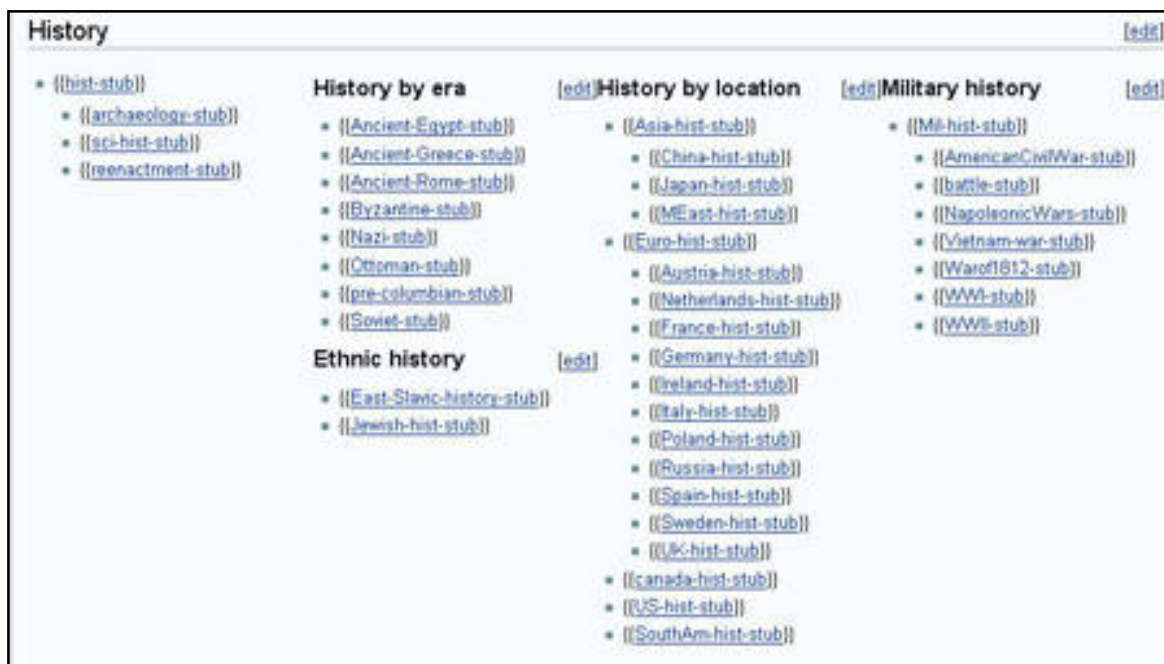 History [edit]
{{hist-stub}}
{{archaeology-stub}}
{{sci-hist-stub}}
{{reenactment-stub}}
History by era [edit]
{{Ancient-Egypt-stub}}
{{Ancient-Greece-stub}}
{{Ancient-Rome-stub}}
{{Byzantine-stub}}
{{Nazi-stub}}
{{Ottoman-stub}}
{{pre-columbian-stub}}
{{Soviet-stub}}
Ethnic history [edit]
{{East-Slavic-history-stub}}
{{Jewish-hist-stub}}
History by location [edit]
{{Asia-hist-stub}}
{{China-hist-stub}}
{{Japan-hist-stub}}
{{MEast-hist-stub}}
{{Euro-hist-stub}}
{{Austria-hist-stub}}
{{Netherlands-hist-stub}}
{{France-hist-stub}}
{{Germany-hist-stub}}
{{Ireland-hist-stub}}
{{Italy-hist-stub}}
{{Poland-hist-stub}}
{{Russia-hist-stub}}
{{Spain-hist-stub}}
{{Sweden-hist-stub}}
{{UK-hist-stub}}
{{canada-hist-stub}}
{{US-hist-stub}}
{{SouthAm-hist-stub}}
Military history [edit]
{{Mil-hist-stub}}
{{AmericanCivilWar-stub}}
{{battle-stub}}
{{NapoleonicWars-stub}}
{{Vietnam-war-stub}}
{{Warof1812-stub}}
{{WWI-stub}}
{{WWII-stub}}